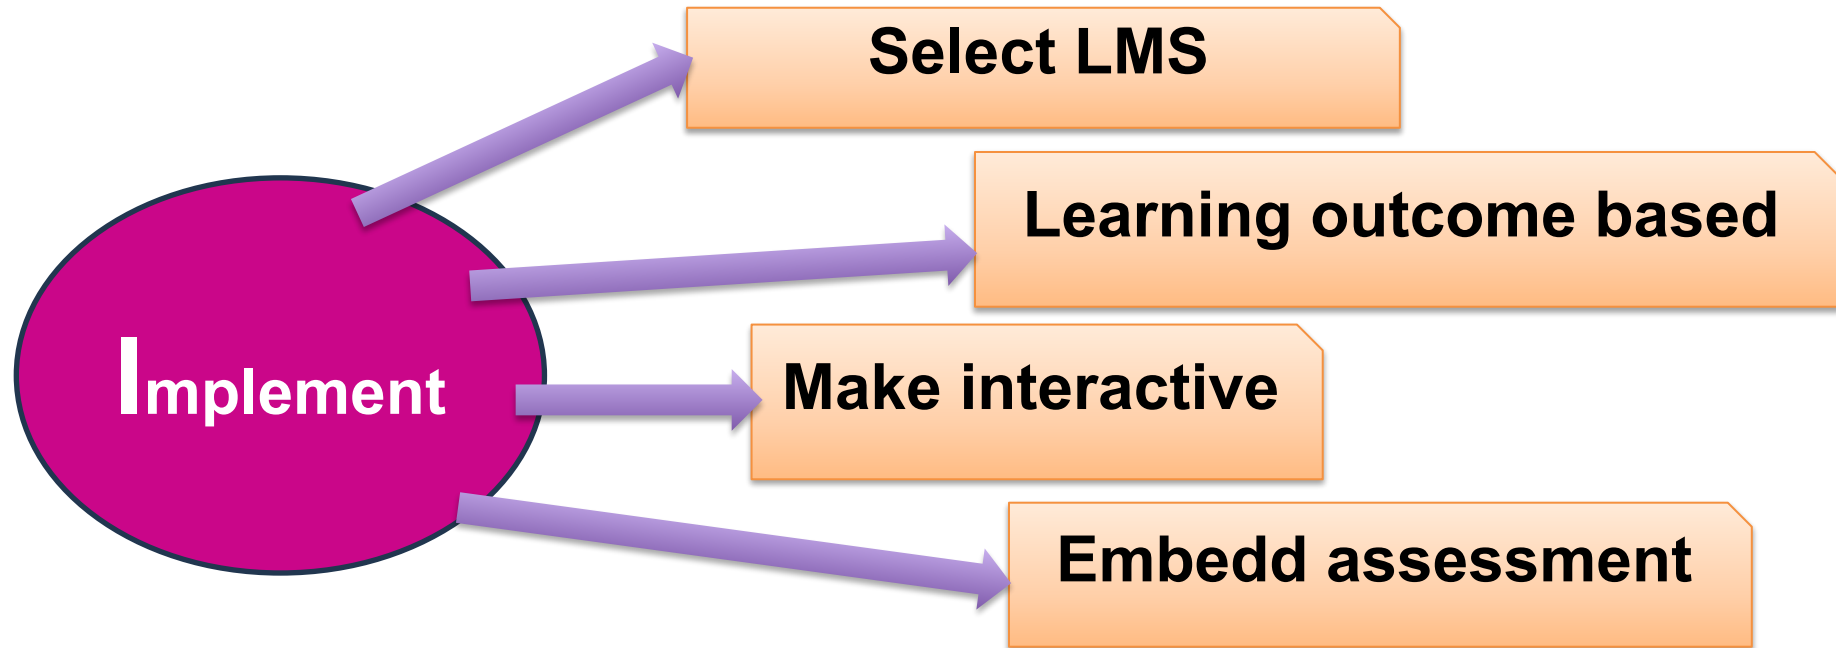 Select LMS
Learning outcome based
Implement
Make interactive
Embedd assessment